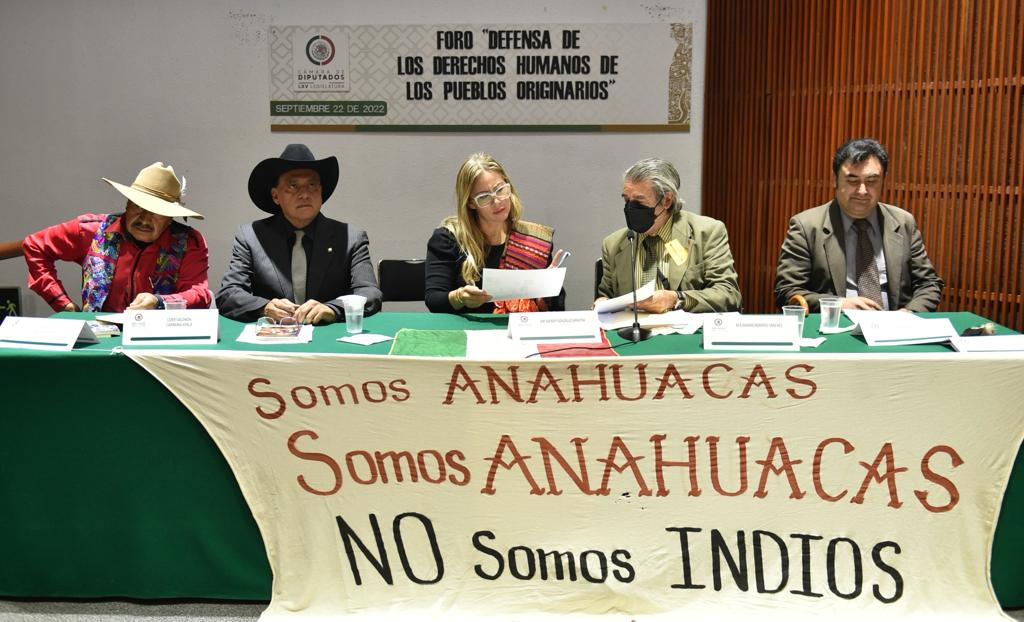 FORO "DEFENSA DE
LOS DERECHOS HUMANOS DE
LOS PUEBLOS ORIGINARIOS"
CÁMARA DE
DIPUTADOS
LXV LEGISLATURA
SEPTIEMBRE 22 DE 2022
Somos ANAHUACAS
Somos ANAHUACAS
NO Somos INDIOS